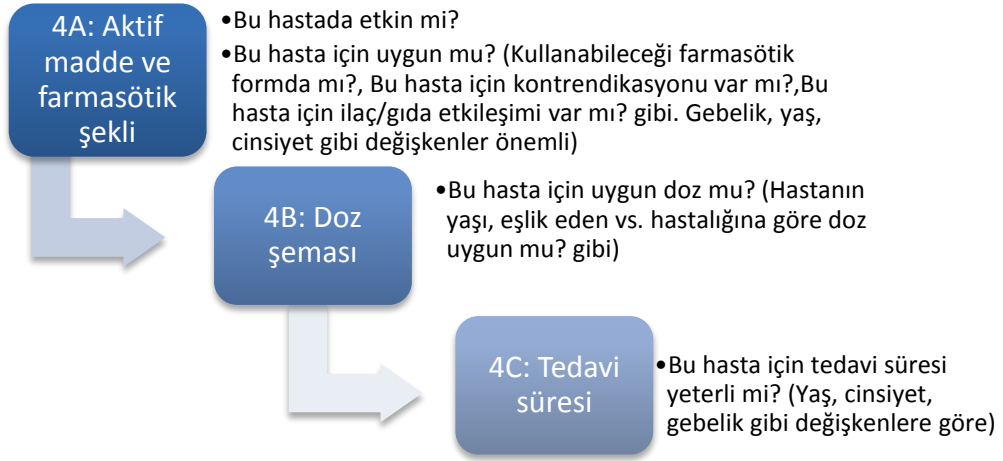 4A: Aktif
madde ve
farmasötik
şekli
•Bu hastada etkin mi?
•Bu hasta için uygun mu? (Kullanabileceği farmasötik
formda mı?, Bu hasta için kontrendikasyonu var mı?,Bu
hasta için ilaç/gıda etkileşimi var mı? gibi. Gebelik, yaş,
cinsiyet gibi değişkenler önemli)
4B: Doz
şeması
•Bu hasta için uygun doz mu? (Hastanın
yaşı, eşlik eden vs. hastalığına göre doz
uygun mu? gibi)
4C: Tedavi
süresi
•Bu hasta için tedavi süresi
yeterli mi? (Yaş, cinsiyet,
gebelik gibi değişkenlere göre)